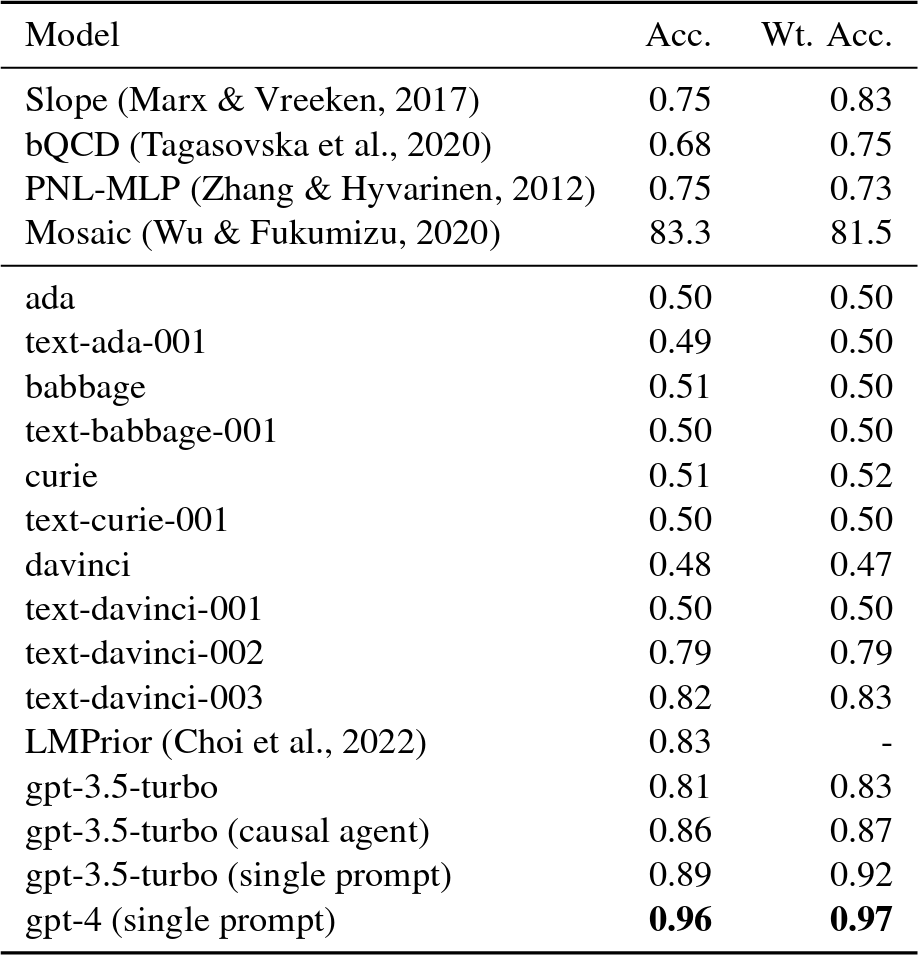 Model Acc. Wt. Acc.
Slope (Marx & Vreeken, 2017) 0.75 0.83
bQCD (Tagasovska et al., 2020) 0.68 0.75
PNL-MLP (Zhang & Hyvarinen, 2012) 0.75 0.73
Mosaic (Wu & Fukumizu, 2020) 83.3 81.5
ada 0.50 0.50
text-ada-001 0.49 0.50
babbage 0.51 0.50
text-babbage-001 0.50 0.50
curie 0.51 0.52
text-curie-001 0.50 0.50
davinci 0.48 0.47
text-davinci-001 0.50 0.50
text-davinci-002 0.79 0.79
text-davinci-003 0.82 0.83
LMPrior (Choi et al., 2022) 0.83 -
gpt-3.5-turbo 0.81 0.83
gpt-3.5-turbo (causal agent) 0.86 0.87
gpt-3.5-turbo (single prompt) 0.89 0.92
gpt-4 (single prompt) 0.96 0.97